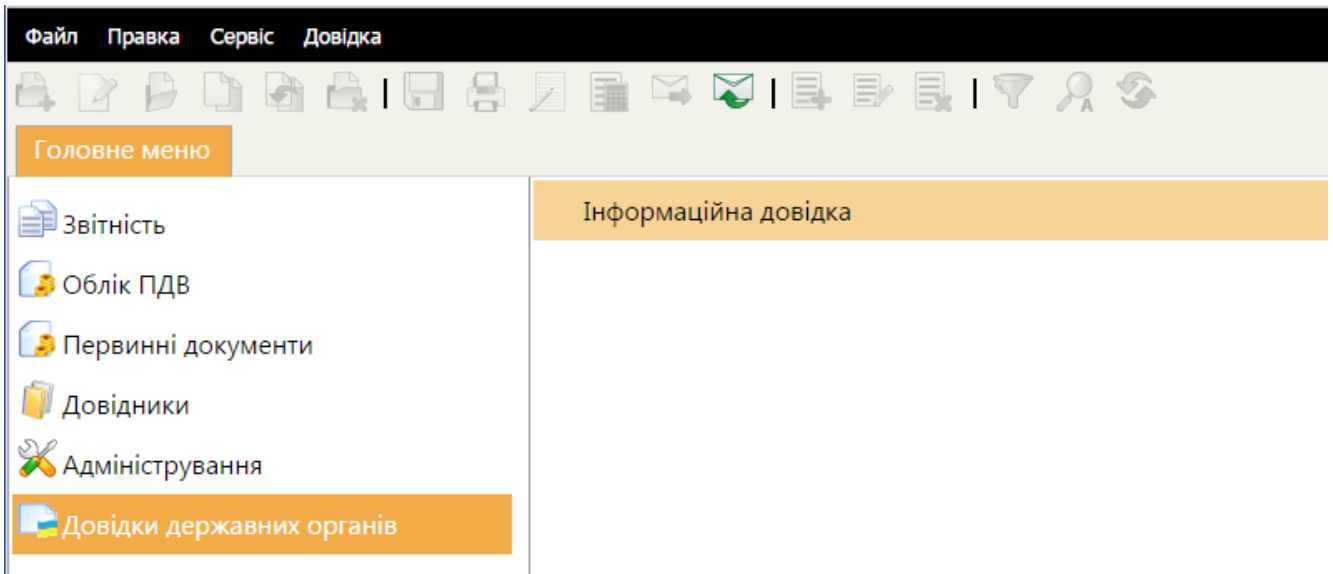 Файл Правка Сервіс Довідка
Головне меню
Звітність
Облік ПДВ
Первинні документи
Довідники
Адміністрування
Довідки державних органів
Інформаційна довідка